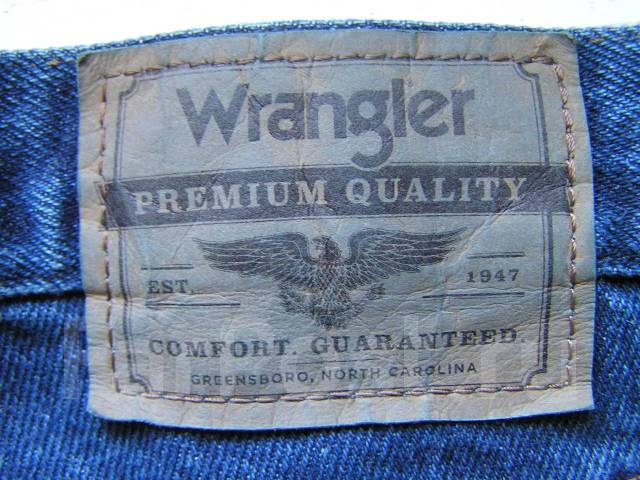 Wrangler
PREMIUM QUALITY
EST. 1947
COMFORT. GUARANTEED.
GREENSBORO, NORTH CAROLINA